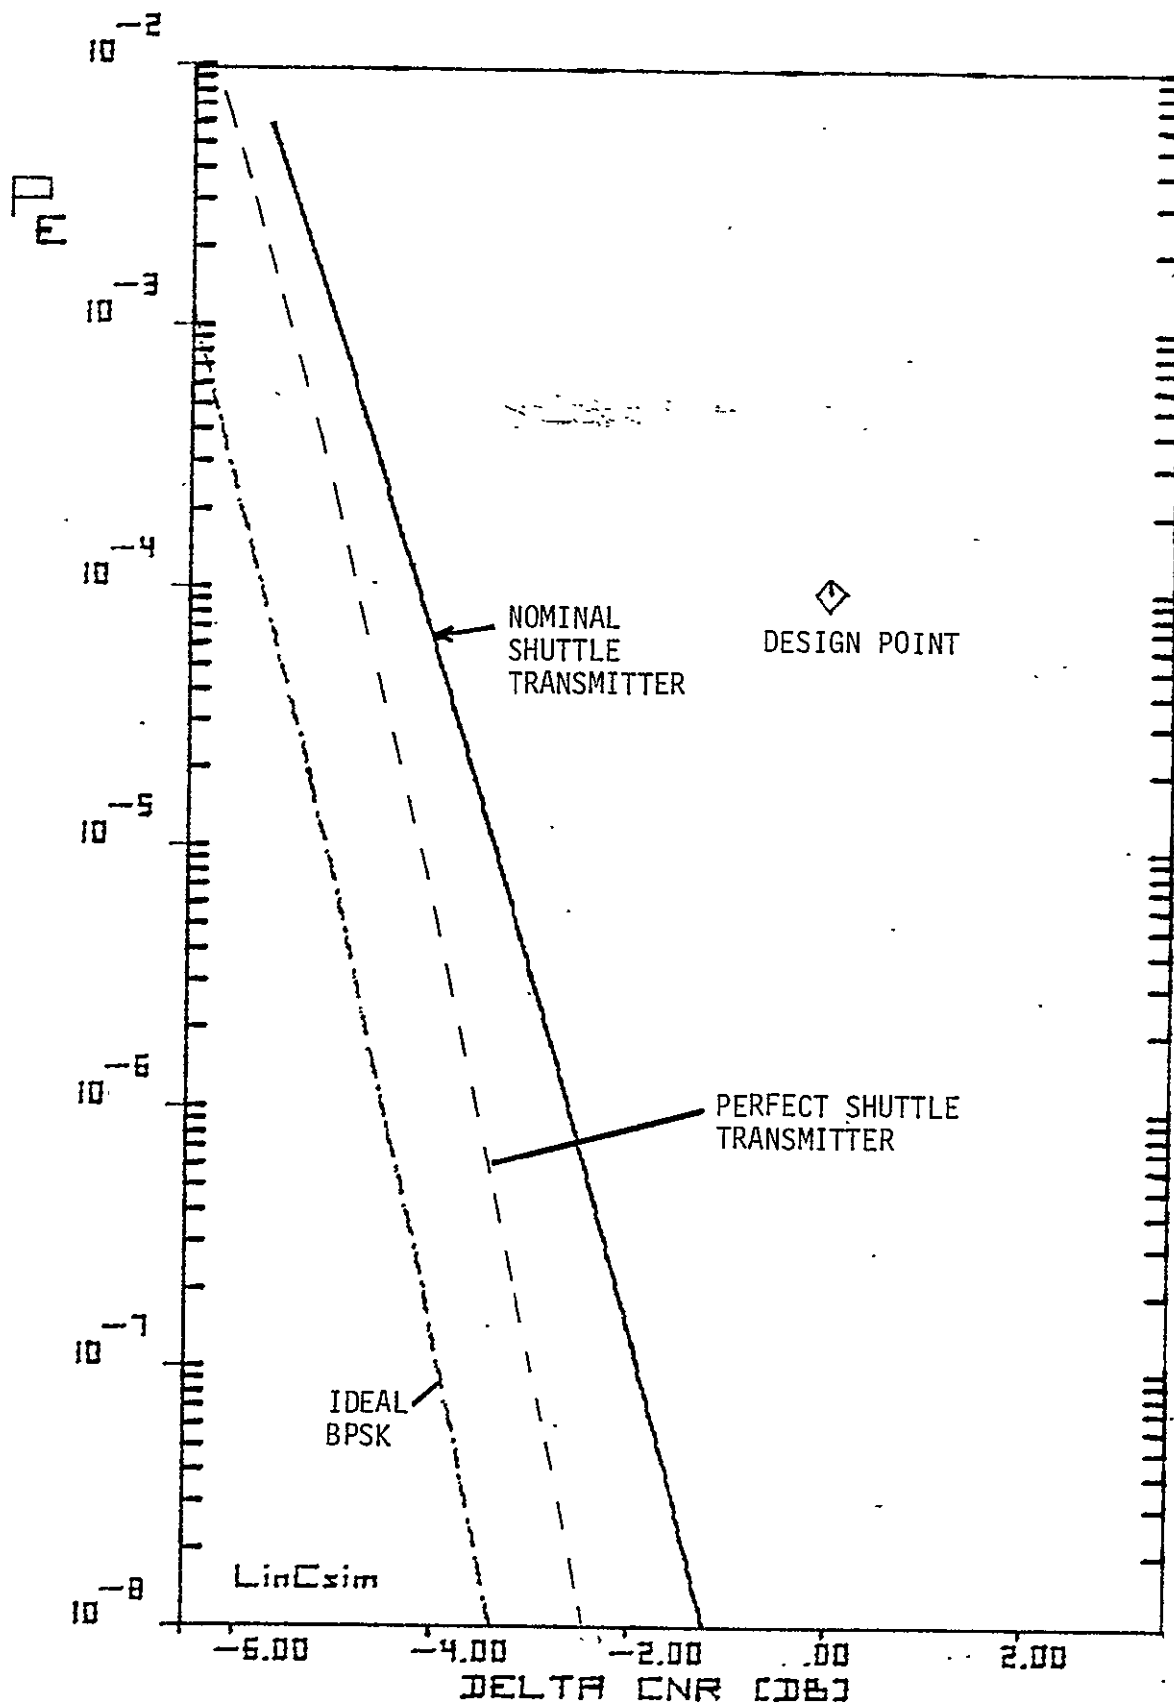 10^-2
P_E
10^-3
10^-4
NOMINAL
SHUTTLE
TRANSMITTER
DESIGN POINT
10^-5
10^-6
PERFECT SHUTTLE
TRANSMITTER
10^-7
IDEAL
BPSK
LinCsim
10^-8
-6.00 -4.00 -2.00 .00 2.00
DELTA CNR [DB]